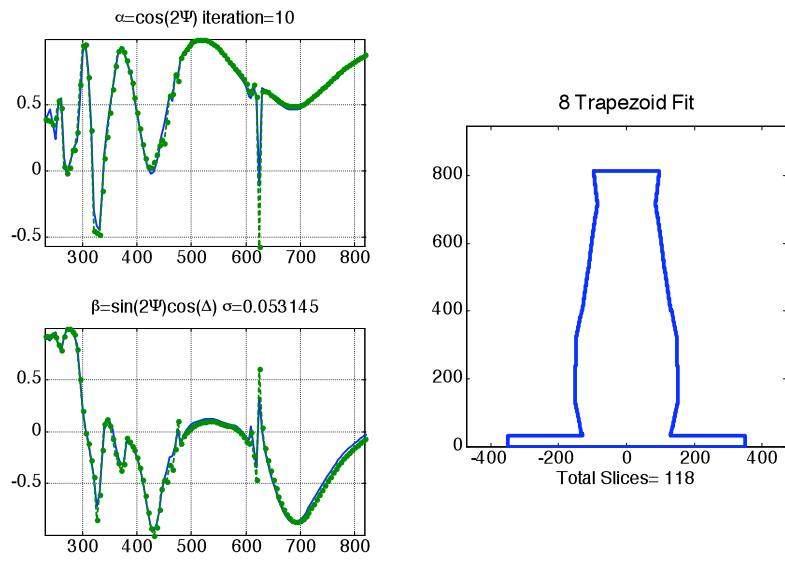 α=cos(2Ψ) iteration=10
0.5
0
-0.5
300 400 500 600 700 800
β=sin(2Ψ)cos(Δ) σ=0.053145
0.5
0
-0.5
300 400 500 600 700 800
8 Trapezoid Fit
800
600
400
200
0
-400 -200 0 200 400
Total Slices= 118